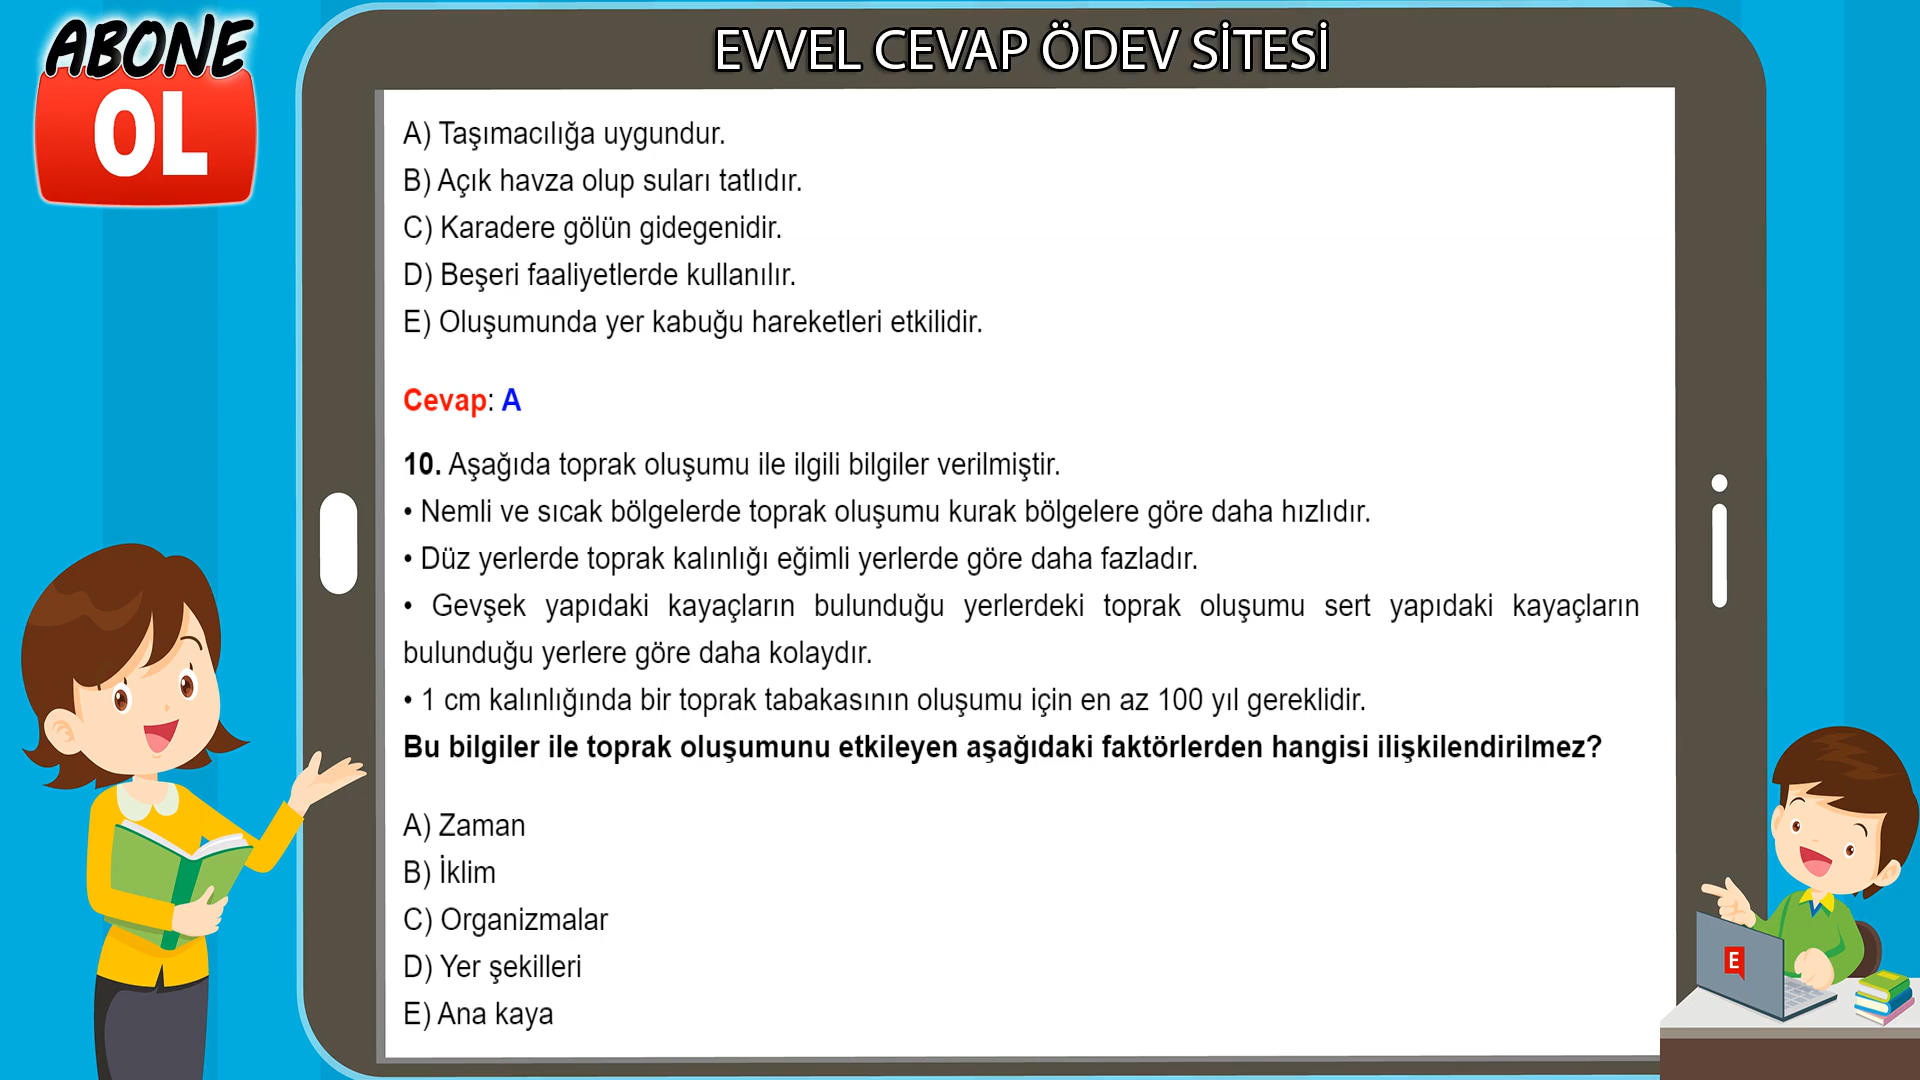 ABONE
OL
EVVEL CEVAP ÖDEV SİTESİ
A) Taşımacılığa uygundur.
B) Açık havza olup suları tatlıdır.
C) Karadere gölün gidegenidir.
D) Beşeri faaliyetlerde kullanılır.
E) Oluşumunda yer kabuğu hareketleri etkilidir.
Cevap: A
10. Aşağıda toprak oluşumu ile ilgili bilgiler verilmiştir.
• Nemli ve sıcak bölgelerde toprak oluşumu kurak bölgelere göre daha hızlıdır.
• Düz yerlerde toprak kalınlığı eğimli yerlerde göre daha fazladır.
• Gevşek yapıdaki kayaçların bulunduğu yerlerdeki toprak oluşumu sert yapıdaki kayaçların
bulunduğu yerlere göre daha kolaydır.
• 1 cm kalınlığında bir toprak tabakasının oluşumu için en az 100 yıl gereklidir.
Bu bilgiler ile toprak oluşumunu etkileyen aşağıdaki faktörlerden hangisi ilişkilendirilmez?
A) Zaman
B) İklim
C) Organizmalar
D) Yer şekilleri
E) Ana kaya
E